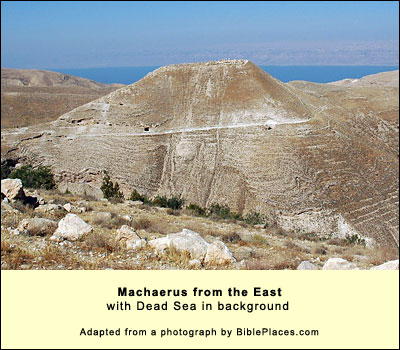 Machaerus from the East
with Dead Sea in background
Adapted from a photograph by BiblePlaces.com